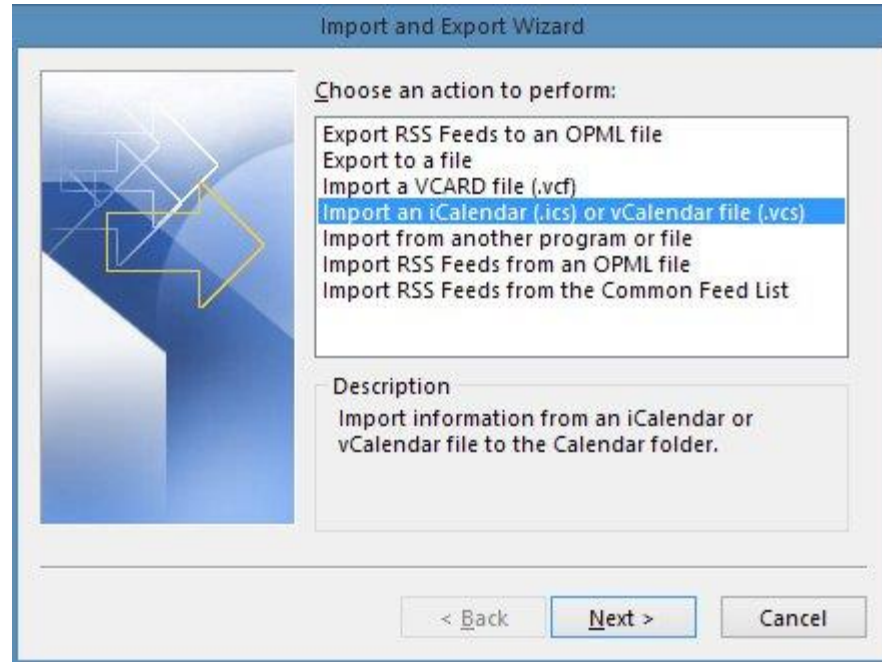 Import and Export Wizard
Choose an action to perform:
Export RSS Feeds to an OPML file
Export to a file
Import a VCARD file (.vcf)
Import an iCalendar (.ics) or vCalendar file (.vcs)
Import from another program or file
Import RSS Feeds from an OPML file
Import RSS Feeds from the Common Feed List
Description
Import information from an iCalendar or
vCalendar file to the Calendar folder.
< Back Next > Cancel